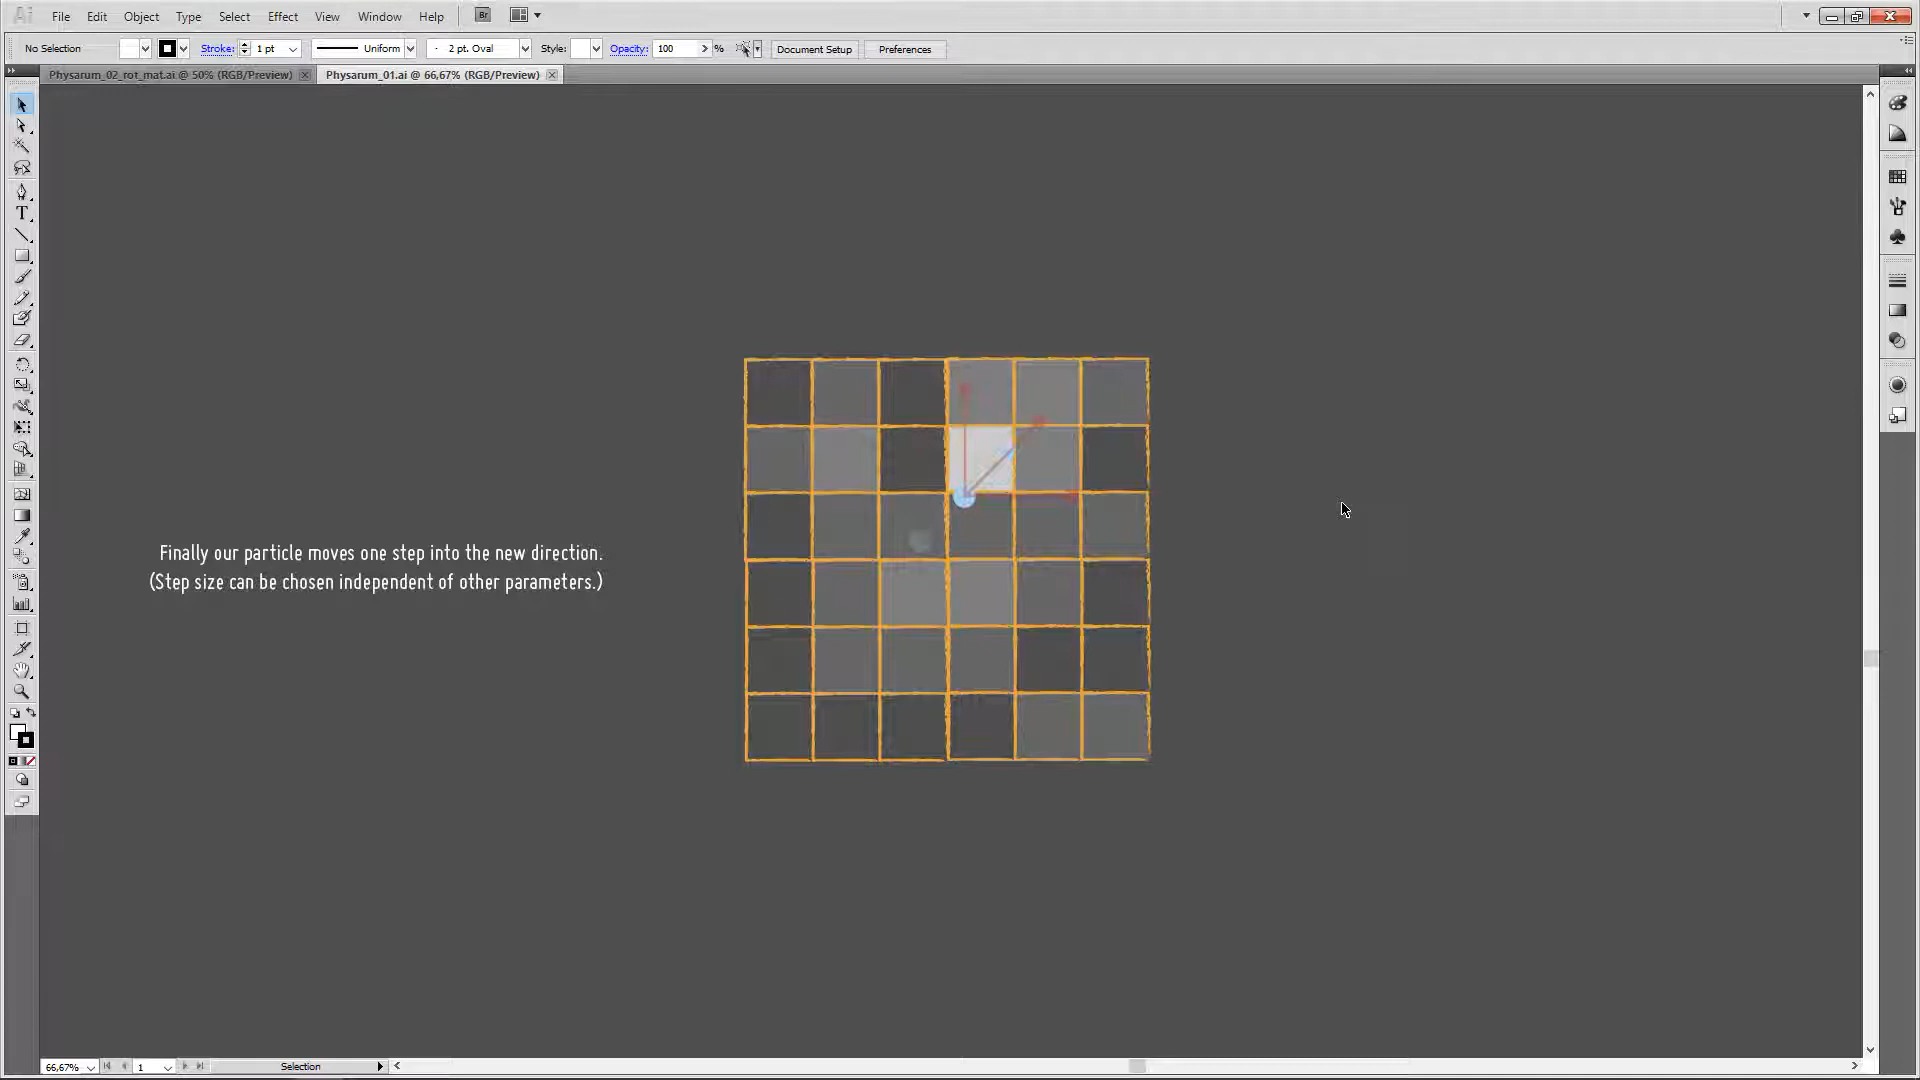 Ai File Edit Object Type Select Effect View Window Help Br
No Selection Stroke: 1 pt Uniform 2 pt. Oval Style: Opacity: 100 % Document Setup Preferences
Physarum_02_rot_mat.ai @ 50% (RGB/Preview) Physarum_01.ai @ 66,67% (RGB/Preview)
Finally our particle moves one step into the new direction.
(Step size can be chosen independent of other parameters.)
66,67% 1 Selection